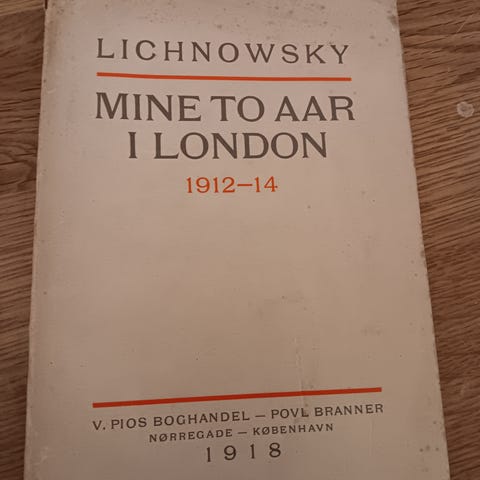 LICHNOWSKY
MINE TO AAR
I LONDON
1912—14
V. PIOS BOGHANDEL — POVL BRANNER
NØRREGADE — KØBENHAVN
1918